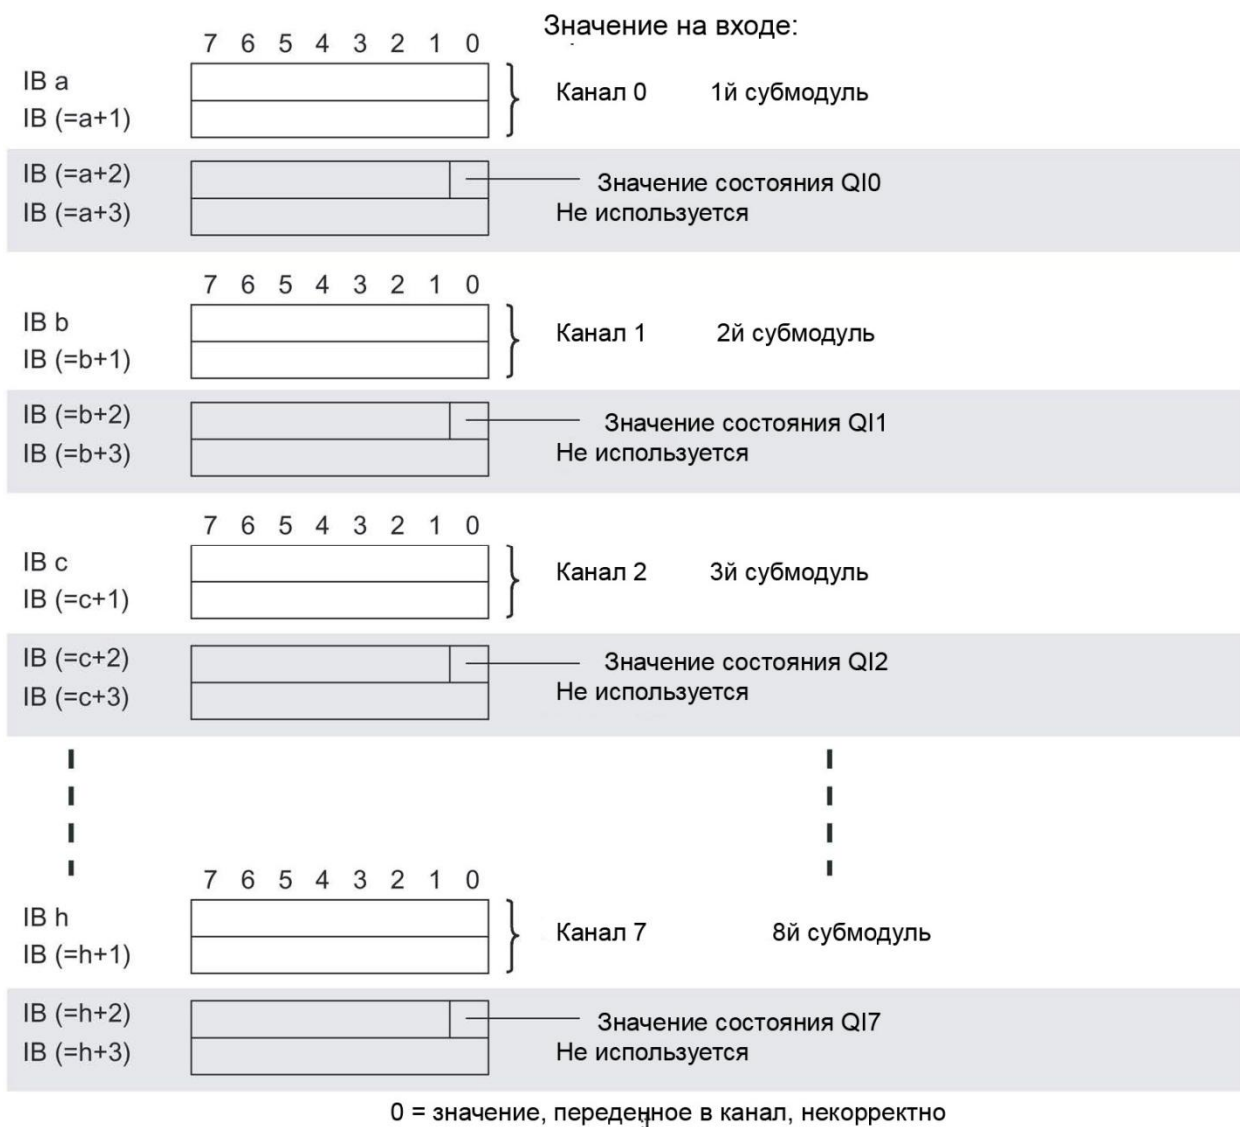 Значение на входе:
7 6 5 4 3 2 1 0
IB a
Канал 0 1й субмодуль
IB (=a+1)
IB (=a+2)
Значение состояния QI0
IB (=a+3)
Не используется
7 6 5 4 3 2 1 0
IB b
Канал 1 2й субмодуль
IB (=b+1)
IB (=b+2)
Значение состояния QI1
IB (=b+3)
Не используется
7 6 5 4 3 2 1 0
IB c
Канал 2 3й субмодуль
IB (=c+1)
IB (=c+2)
Значение состояния QI2
IB (=c+3)
Не используется
7 6 5 4 3 2 1 0
IB h
Канал 7 8й субмодуль
IB (=h+1)
IB (=h+2)
Значение состояния QI7
IB (=h+3)
Не используется
0 = значение, переденное в канал, некорректно